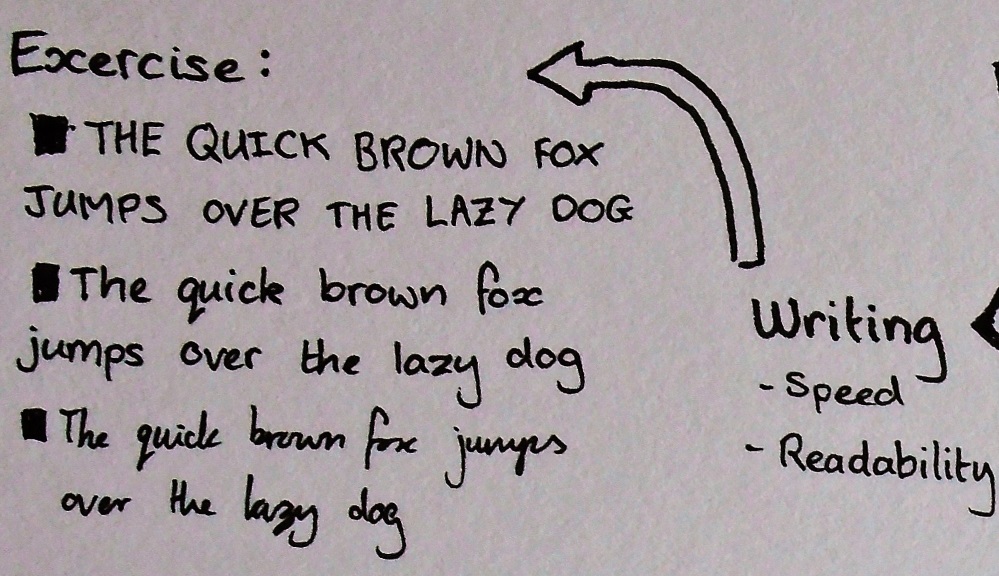 Excercise:
THE QUICK BROWN FOX
JUMPS OVER THE LAZY DOG
The quick brown fox
jumps over the lazy dog
The quick brown fox jumps
over the lazy dog
Writing
- Speed
- Readability